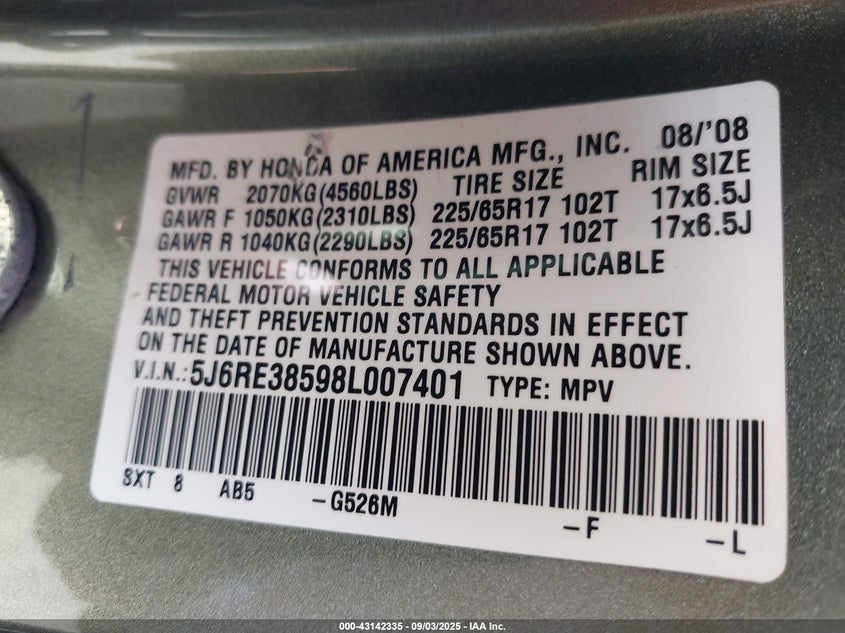 1
MFD. BY HONDA OF AMERICA MFG., INC. 08/'08
GVWR 2070KG(4560LBS) TIRE SIZE RIM SIZE
GAWR F 1050KG(2310LBS) 225/65R17 102T 17x6.5J
GAWR R 1040KG(2290LBS) 225/65R17 102T 17x6.5J
THIS VEHICLE CONFORMS TO ALL APPLICABLE
FEDERAL MOTOR VEHICLE SAFETY
AND THEFT PREVENTION STANDARDS IN EFFECT
ON THE DATE OF MANUFACTURE SHOWN ABOVE.
V.I.N.:5J6RE38598L007401 TYPE: MPV
SXT 8 AB5 -G526M -F -L
000-43142335 - 09/03/2025 - IAA Inc.